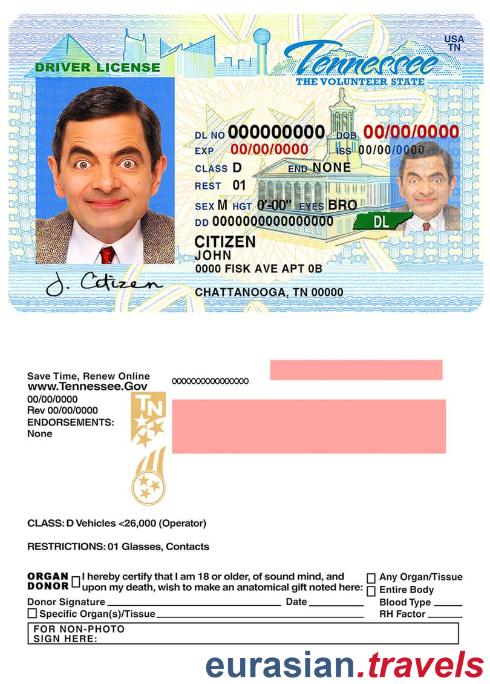 USA
TN
DRIVER LICENSE
Tennessee
THE VOLUNTEER STATE
DL NO 000000000 DOB 00/00/0000
EXP 00/00/0000 ISS 00/00/0000
CLASS D END NONE
REST 01
SEX M HGT 0'-00" EYES BRO
DD 0000000000000000
DL
CITIZEN
JOHN
0000 FISK AVE APT 0B
CHATTANOOGA, TN 00000
J. Citizen
Save Time, Renew Online
www.Tennessee.Gov
0000000000000000
00/00/0000
Rev 00/00/0000
ENDORSEMENTS:
None
TN
CLASS: D Vehicles <26,000 (Operator)
RESTRICTIONS: 01 Glasses, Contacts
ORGAN DONOR I hereby certify that I am 18 or older, of sound mind, and upon my death, wish to make an anatomical gift noted here:
Any Organ/Tissue
Entire Body
Donor Signature Date Blood Type
Specific Organ(s)/Tissue RH Factor
FOR NON-PHOTO
SIGN HERE:
eurasian.travels